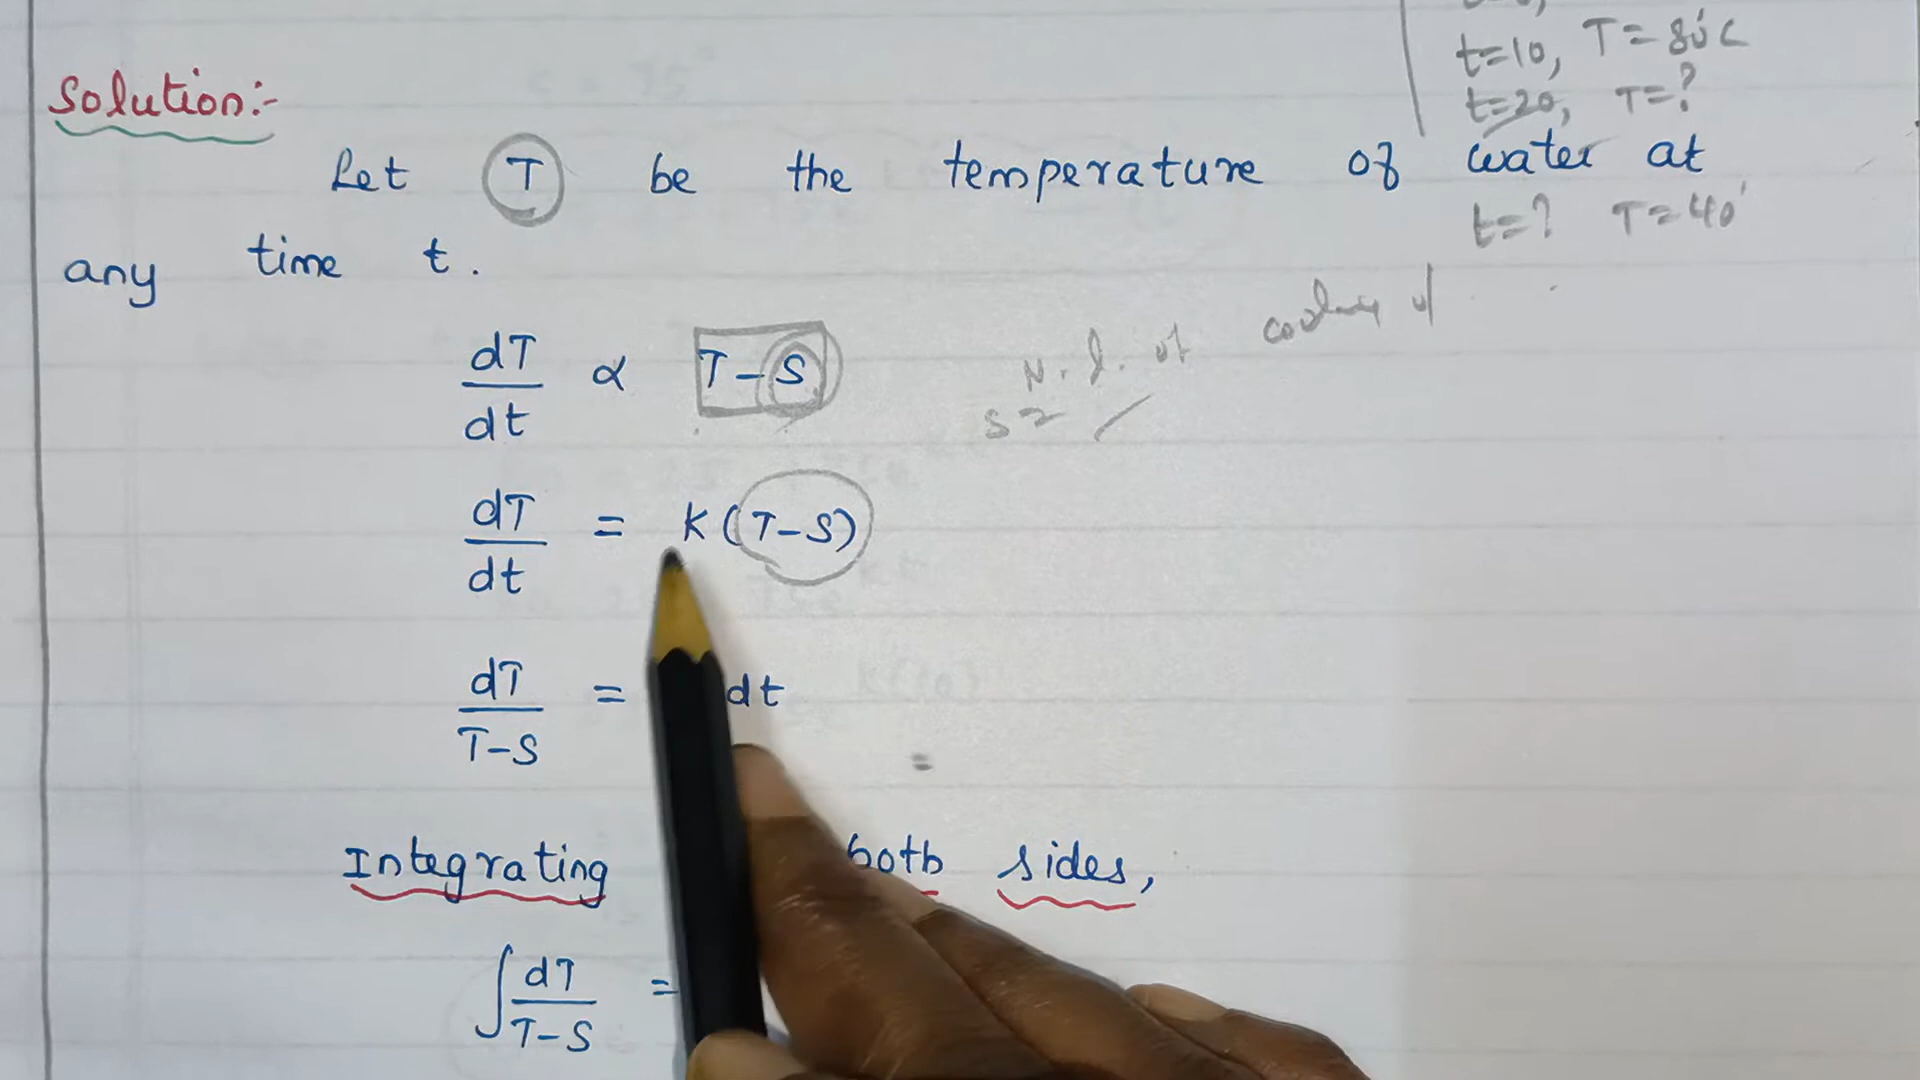 t=10, T=80°C
Solution:-
t=20, T=?
Let T be the temperature of water at
t=? T=40°
any time t.
dT/dt ∝ T-S
N. L. of cooling
S=
dT/dt = K(T-S)
dT/T-S = dt
=
Integrating both sides,
∫dT/T-S =